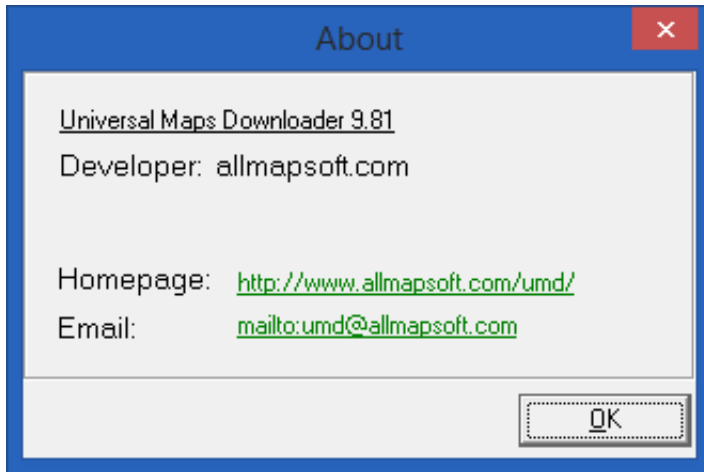 About
Universal Maps Downloader 9.81
Developer: allmapsoft.com
Homepage: http://www.allmapsoft.com/umd/
Email: mailto:umd@allmapsoft.com
OK